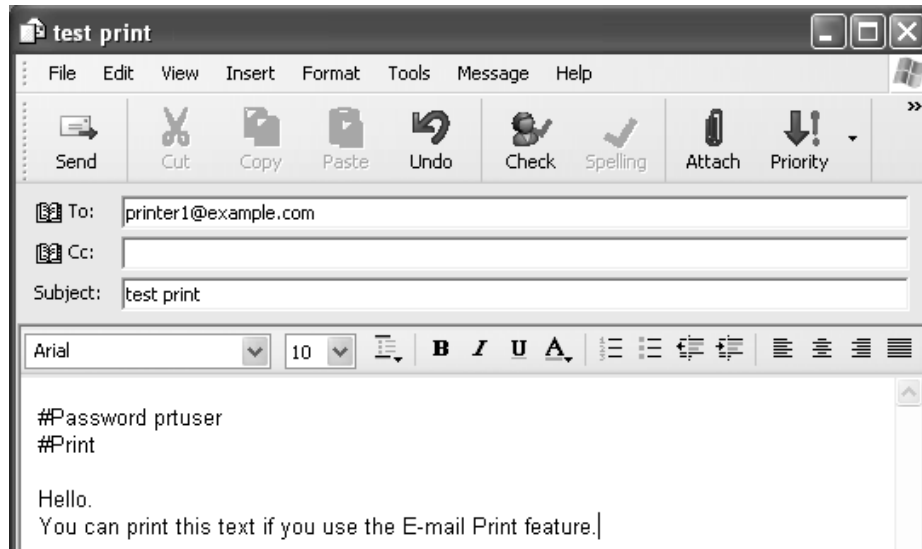 test print
File Edit View Insert Format Tools Message Help
Send Cut Copy Paste Undo Check Spelling Attach Priority
To: printer1@example.com
Cc:
Subject: test print
Arial 10 B I U A
#Password prtuser
#Print
Hello.
You can print this text if you use the E-mail Print feature.